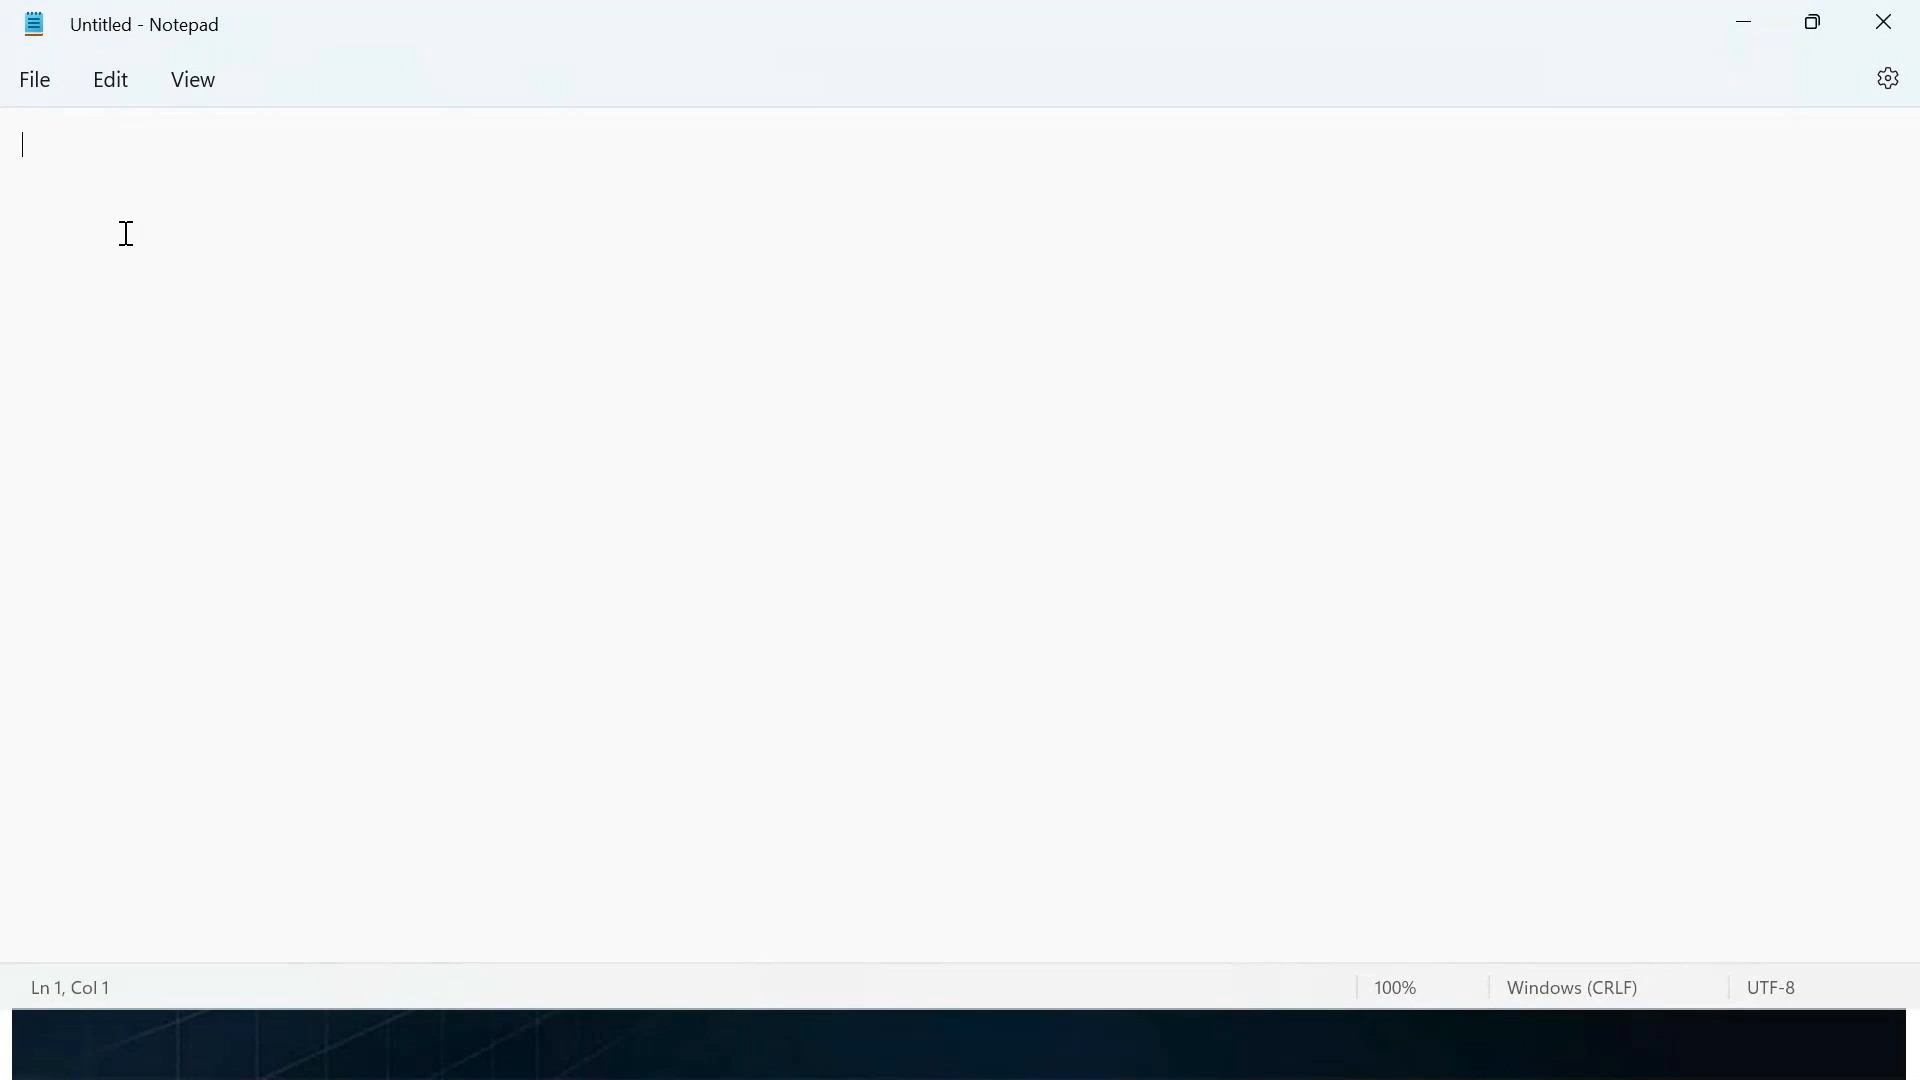 Untitled - Notepad
File Edit View
Ln 1, Col 1 100% Windows (CRLF) UTF-8